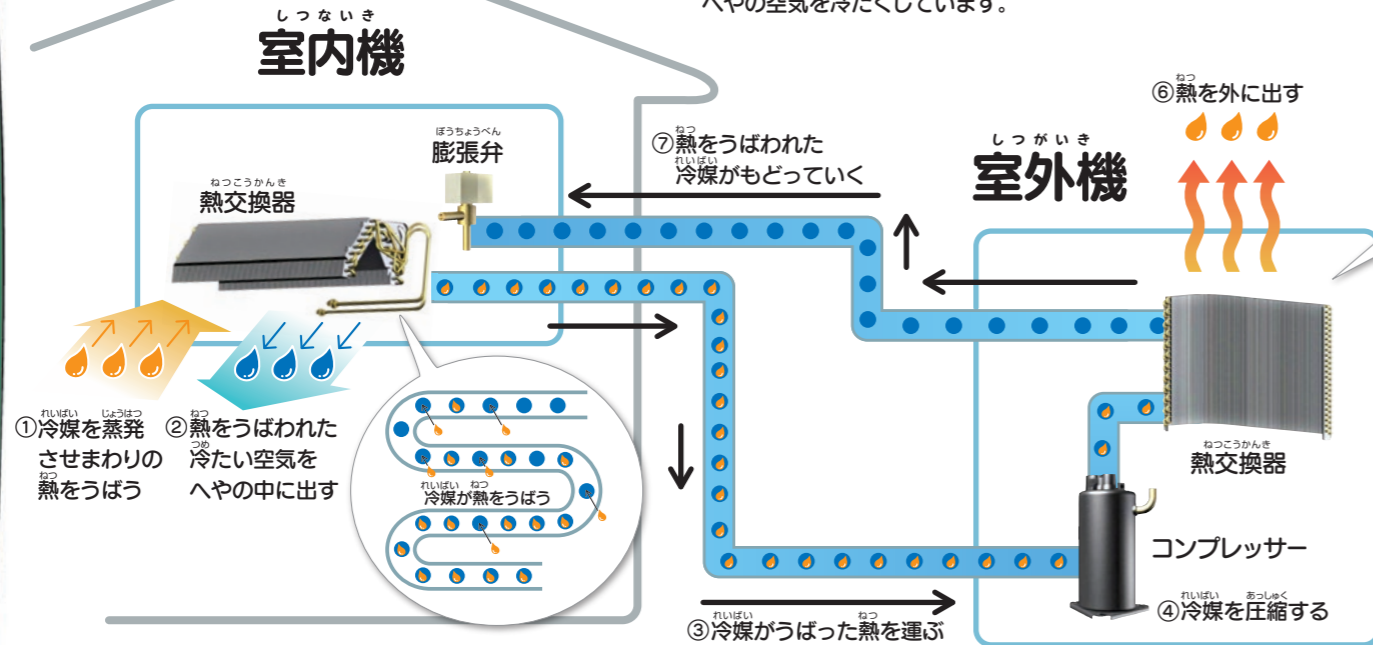 へやの空気を冷たくしています。
しつないき
室内機
ぼうちょうべん
膨張弁
ねつこうかんき
熱交換器
ねつ
①冷媒を蒸発
れいばい じょうはつ
させまわりの
ねつ
熱をうばう
ねつ
②熱をうばわれた
つめ
冷たい空気を
へやの中に出す
れいばい ねつ
冷媒が熱をうばう
れいばい ねつ
③冷媒がうばった熱を運ぶ
れいばい あっしゅく
④冷媒を圧縮する
コンプレッサー
ねつこうかんき
熱交換器
しつがいき
室外機
ねつ
⑥熱を外に出す
ねつ
⑦熱をうばわれた
れいばい
冷媒がもどっていく